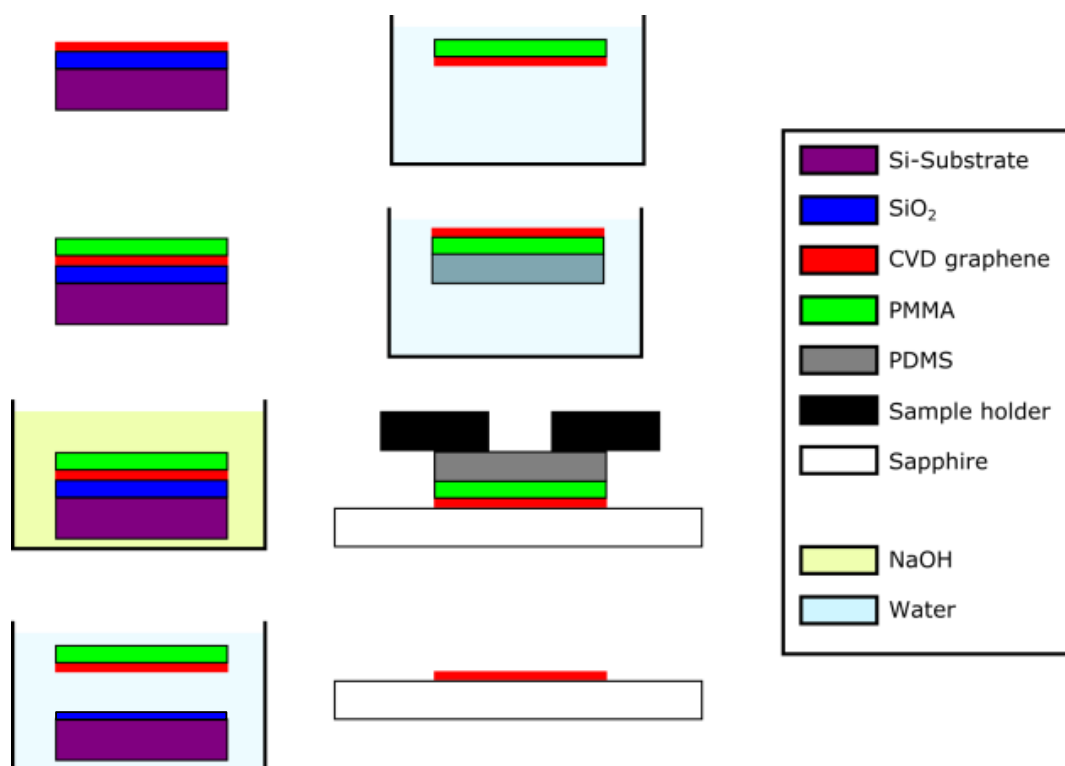 Si-Substrate
SiO₂
CVD graphene
PMMA
PDMS
Sample holder
Sapphire
NaOH
Water